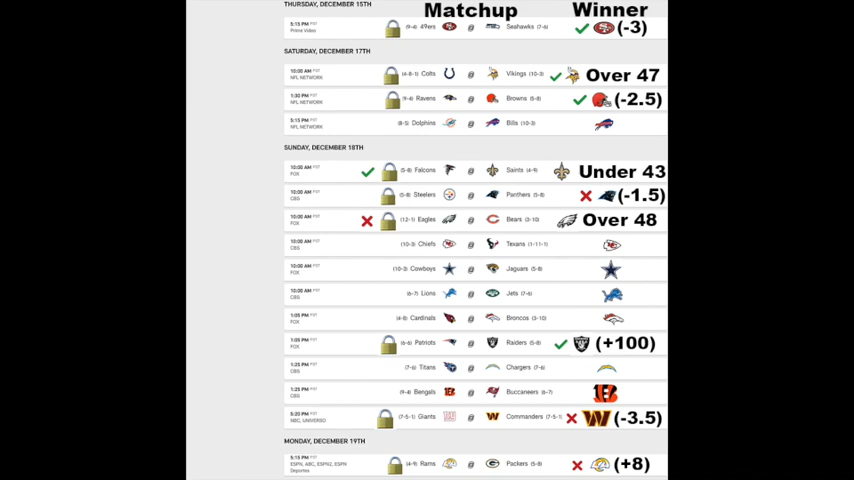 THURSDAY, DECEMBER 15TH
Matchup Winner
5:15 PM PST
Prime Video
(9-4) 49ers @ Seahawks (7-6) (-3)
SATURDAY, DECEMBER 17TH
10:00 AM PST
NFL NETWORK
(4-8-1) Colts @ Vikings (10-3) Over 47
1:30 PM PST
NFL NETWORK
(9-4) Ravens @ Browns (5-8) (-2.5)
5:15 PM PST
NFL NETWORK
(8-5) Dolphins @ Bills (10-3)
SUNDAY, DECEMBER 18TH
10:00 AM PST
FOX
(5-8) Falcons @ Saints (4-9) Under 43
10:00 AM PST
CBS
(5-8) Steelers @ Panthers (5-8) (-1.5)
10:00 AM PST
FOX
(12-1) Eagles @ Bears (3-10) Over 48
10:00 AM PST
CBS
(10-3) Chiefs @ Texans (1-11-1)
10:00 AM PST
FOX
(10-3) Cowboys @ Jaguars (5-8)
10:00 AM PST
CBS
(6-7) Lions @ Jets (7-6)
1:05 PM PST
FOX
(4-8) Cardinals @ Broncos (3-10)
1:05 PM PST
FOX
(6-6) Patriots @ Raiders (5-8) (+100)
1:25 PM PST
CBS
(7-6) Titans @ Chargers (7-6)
1:25 PM PST
CBS
(9-4) Bengals @ Buccaneers (6-7)
5:20 PM PST
NBC, UNIVERSO
(7-5-1) Giants @ Commanders (7-5-1) (-3.5)
MONDAY, DECEMBER 19TH
5:15 PM PST
ESPN, ABC, ESPN2, ESPN
Deportes
(4-9) Rams @ Packers (5-8) (+8)